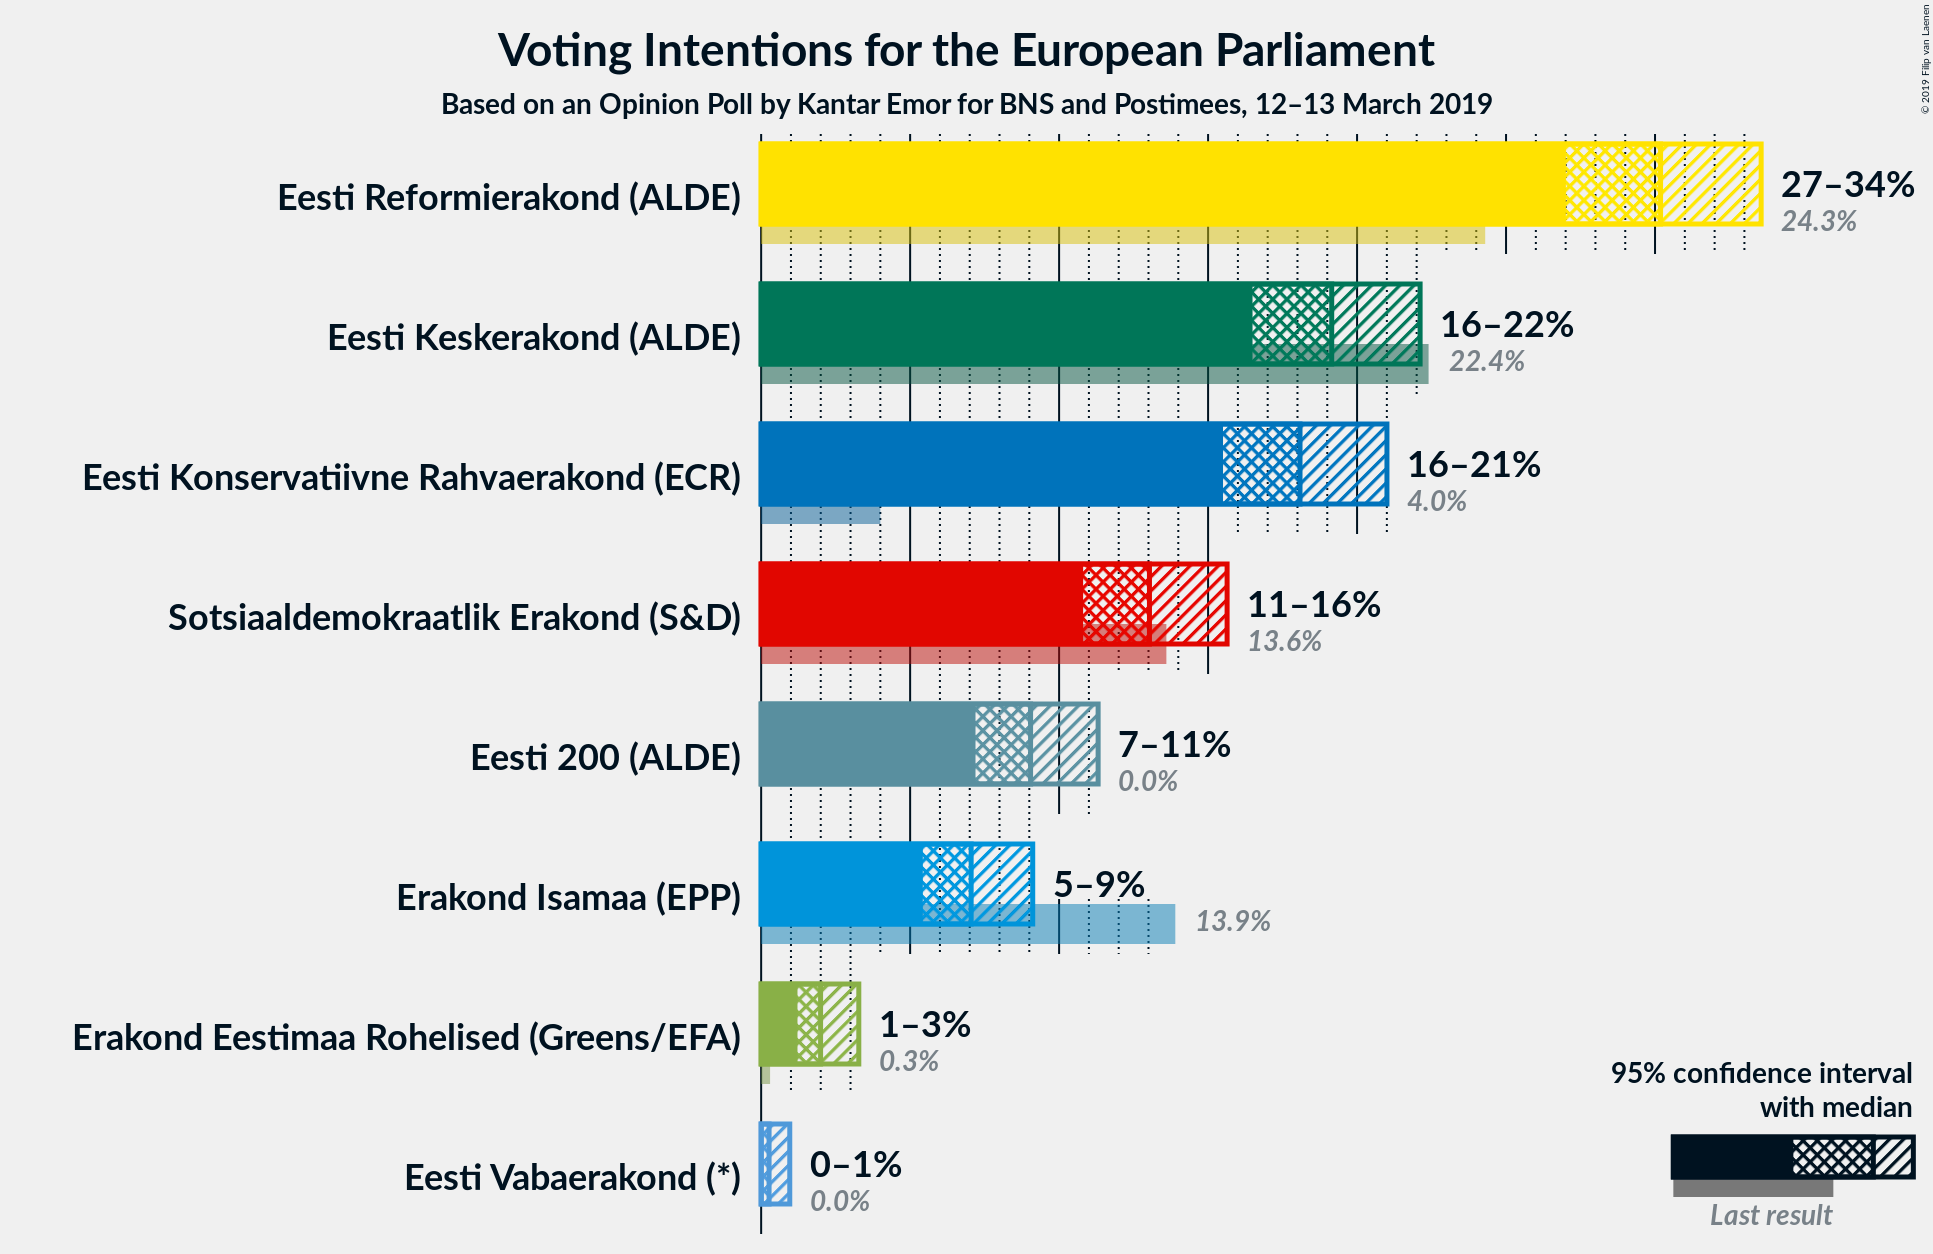 Voting Intentions for the European Parliament
Based on an Opinion Poll by Kantar Emor for BNS and Postimees, 12–13 March 2019
© 2019 Filip van Laenen
Eesti Reformierakond (ALDE)
27–34%
24.3%
Eesti Keskerakond (ALDE)
16–22%
22.4%
Eesti Konservatiivne Rahvaerakond (ECR)
16–21%
4.0%
Sotsiaaldemokraatlik Erakond (S&D)
11–16%
13.6%
Eesti 200 (ALDE)
7–11%
0.0%
Erakond Isamaa (EPP)
5–9%
13.9%
Erakond Eestimaa Rohelised (Greens/EFA)
1–3%
0.3%
Eesti Vabaerakond (*)
0–1%
0.0%
95% confidence interval
with median
Last result